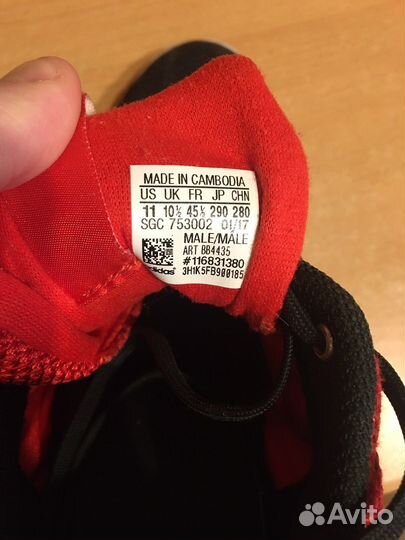 MADE IN CAMBODIA
US UK FR JP CHN
11 10½ 45⅓ 290 280
SGC 753002 01/17
MALE/MALE
ART BB4435
#116831380
adidas 3H1K5FB900185
Avito